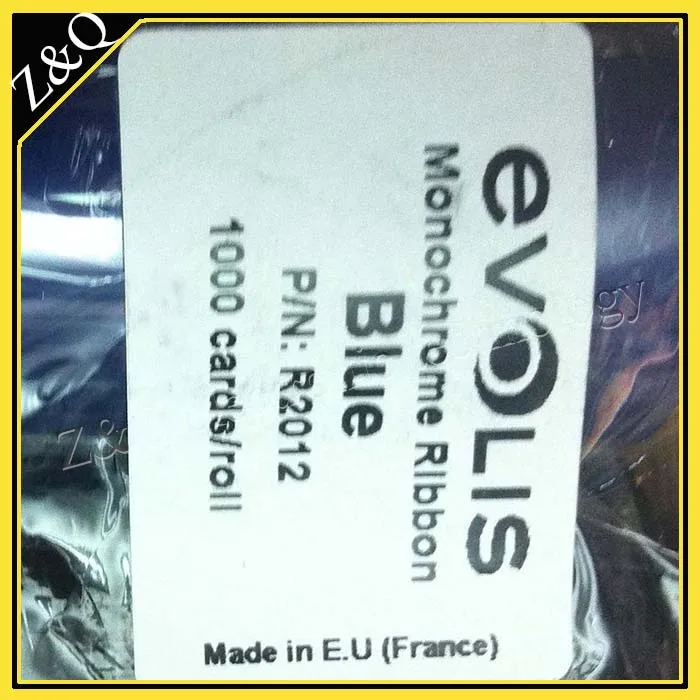 Z&Q
evolis
Monochrome Ribbon
Blue
P/N: R2012
1000 cards/roll
Made in E.U (France)